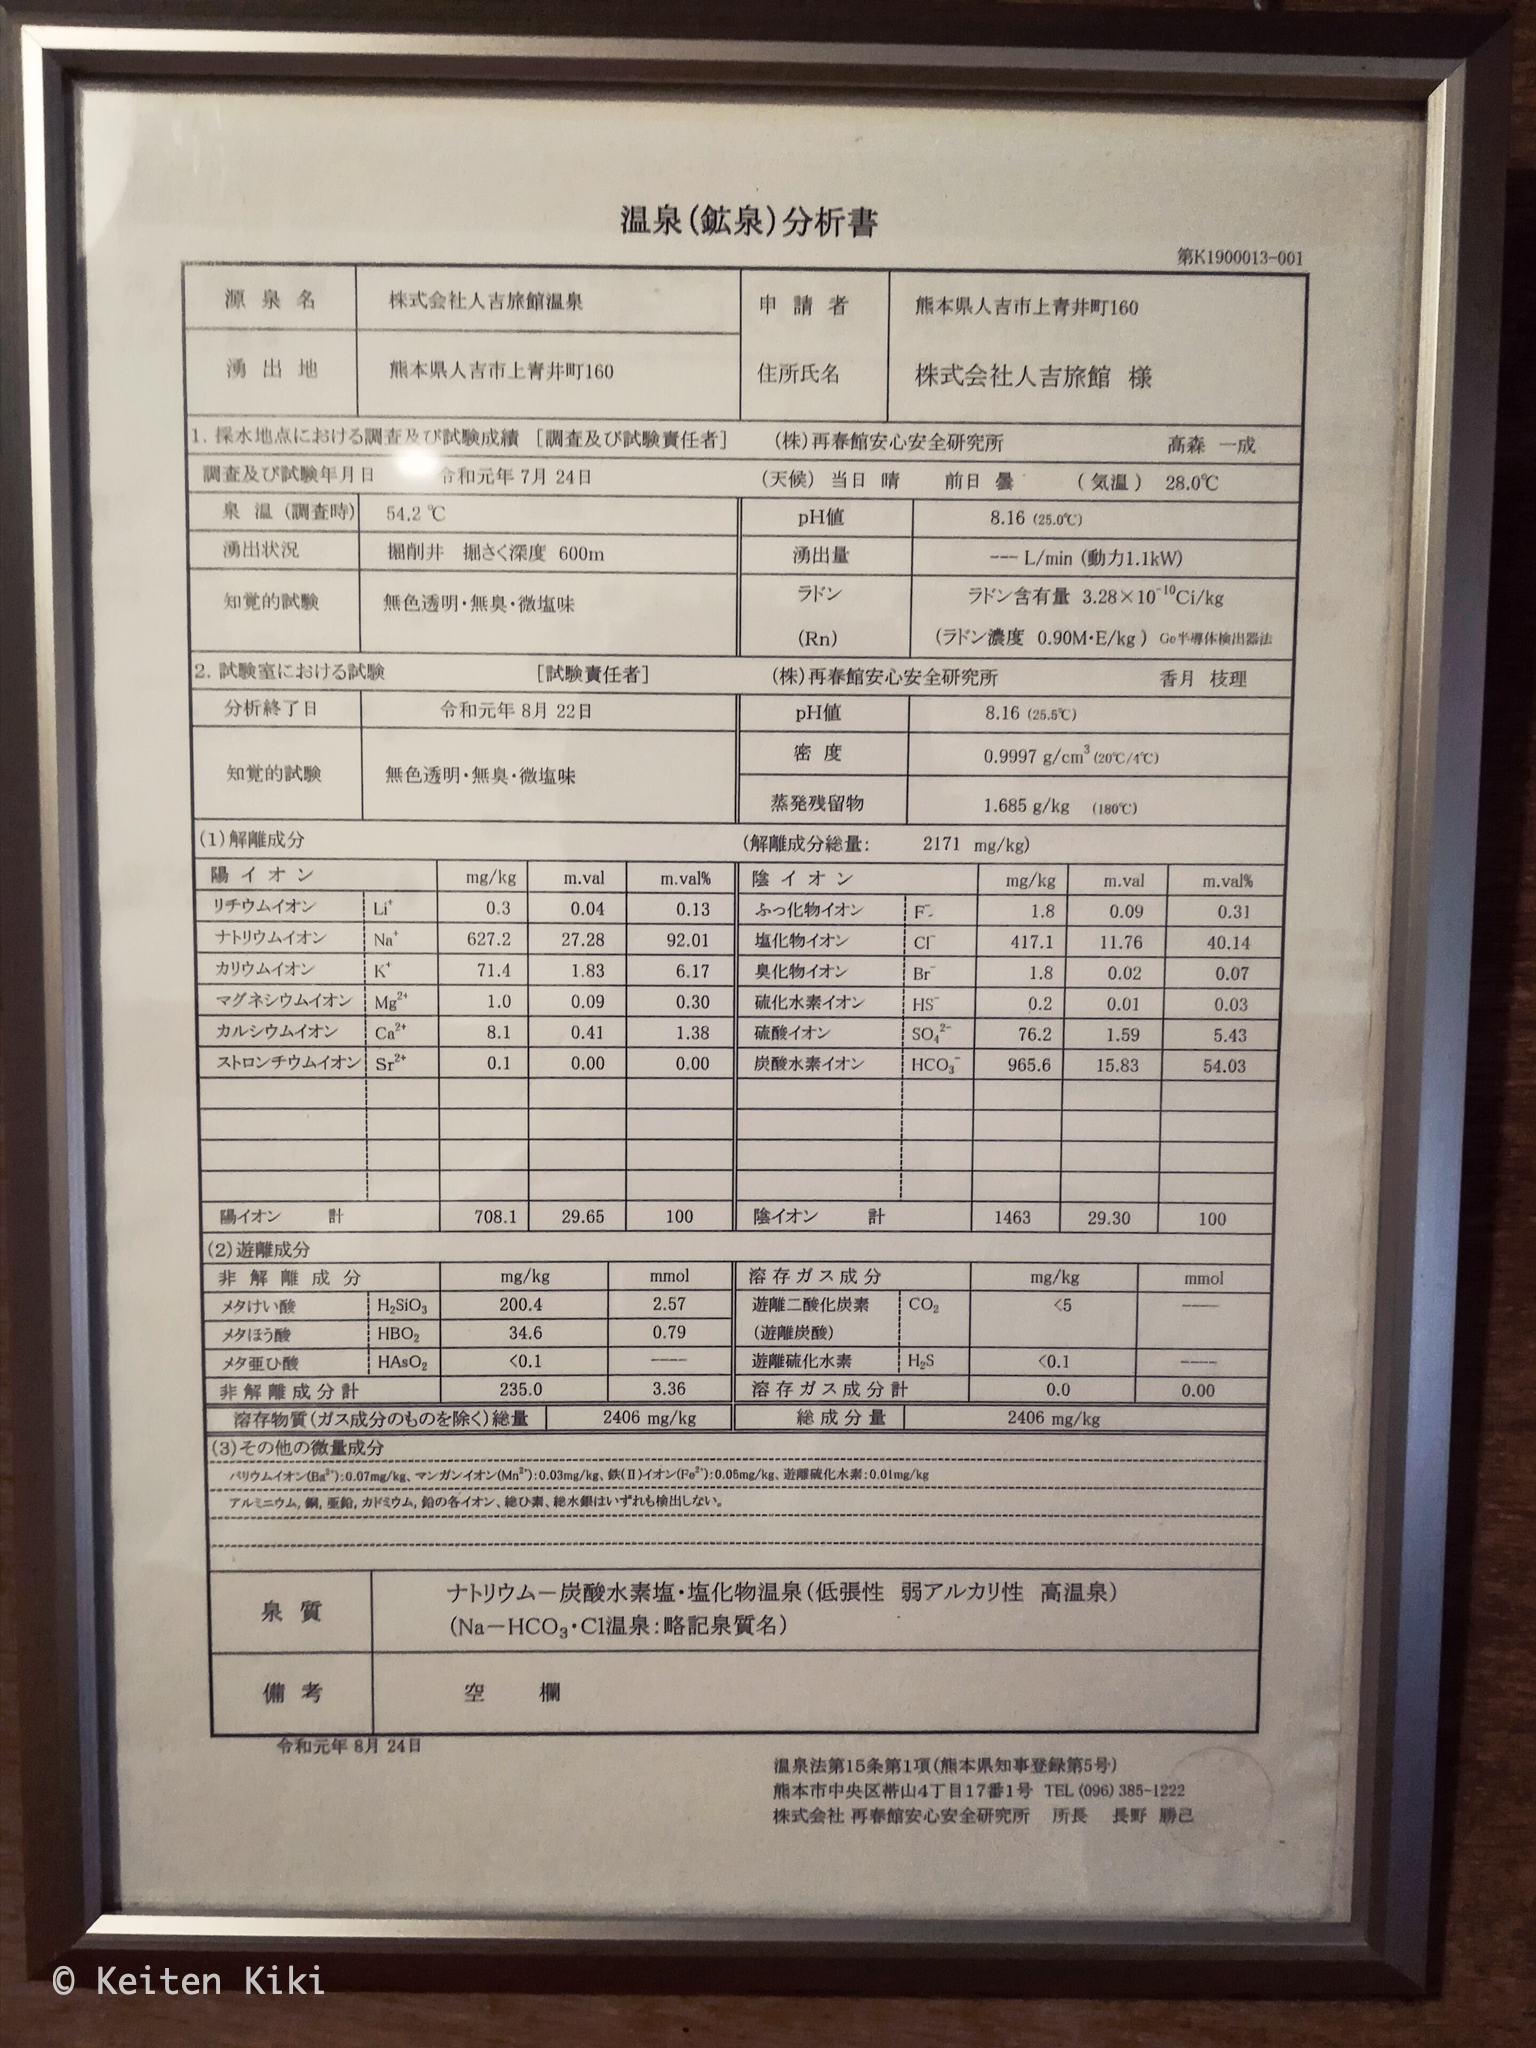 温泉(鉱泉)分析書
第K1900013-001
源泉名 株式会社人吉旅館温泉 申請者 熊本県人吉市上青井町160
湧出地 熊本県人吉市上青井町160 住所氏名 株式会社人吉旅館 様
1. 採水地点における調査及び試験成績 [調査及び試験責任者] (株)再春館安心安全研究所 高森 一成
調査及び試験年月日 令和元年 7月 24日 (天候) 当日 晴 前日 曇 (気温) 28.0℃
泉温(調査時) 54.2 ℃ pH値 8.16 (25.0℃)
湧出状況 掘削井 掘さく深度 600m 湧出量 --- L/min (動力1.1kW)
知覚的試験 無色透明・無臭・微塩味 ラドン ラドン含有量 3.28×10⁻¹⁰Ci/kg
(Rn) (ラドン濃度 0.90M・E/kg) Ge半導体検出器法
2. 試験室における試験 [試験責任者] (株)再春館安心安全研究所 香月 枝理
分析終了日 令和元年 8月 22日 pH値 8.16 (25.5℃)
知覚的試験 無色透明・無臭・微塩味 密度 0.9997 g/cm³ (20℃/4℃)
蒸発残留物 1.685 g/kg (180℃)
(1)解離成分 (解離成分総量: 2171 mg/kg)
陽イオン mg/kg m.val m.val% 陰イオン mg/kg m.val m.val%
リチウムイオン Li⁺ 0.3 0.04 0.13 ふっ化物イオン F⁻ 1.8 0.09 0.31
ナトリウムイオン Na⁺ 627.2 27.28 92.01 塩化物イオン Cl⁻ 417.1 11.76 40.14
カリウムイオン K⁺ 71.4 1.83 6.17 臭化物イオン Br⁻ 1.8 0.02 0.07
マグネシウムイオン Mg²⁺ 1.0 0.09 0.30 硫化水素イオン HS⁻ 0.2 0.01 0.03
カルシウムイオン Ca²⁺ 8.1 0.41 1.38 硫酸イオン SO₄²⁻ 76.2 1.59 5.43
ストロンチウムイオン Sr²⁺ 0.1 0.00 0.00 炭酸水素イオン HCO₃⁻ 965.6 15.83 54.03
陽イオン 計 708.1 29.65 100 陰イオン 計 1463 29.30 100
(2)遊離成分
非解離成分 mg/kg mmol 溶存ガス成分 mg/kg mmol
メタけい酸 H₂SiO₃ 200.4 2.57 遊離二酸化炭素 CO₂ <5 ----
メタほう酸 HBO₂ 34.6 0.79 (遊離炭酸)
メタ亜ひ酸 HAsO₂ <0.1 ---- 遊離硫化水素 H₂S <0.1 ----
非解離成分計 235.0 3.36 溶存ガス成分計 0.0 0.00
溶存物質(ガス成分のものを除く)総量 2406 mg/kg 総成分量 2406 mg/kg
(3)その他の微量成分
バリウムイオン(Ba²⁺):0.07mg/kg、マンガンイオン(Mn²⁺):0.03mg/kg、鉄(Ⅱ)イオン(Fe²⁺):0.05mg/kg、遊離硫化水素:0.01mg/kg
アルミニウム, 銅, 亜鉛, カドミウム, 鉛の各イオン、総ひ素、総水銀はいずれも検出しない。
泉質 ナトリウム-炭酸水素塩・塩化物温泉(低張性 弱アルカリ性 高温泉)
(Na-HCO₃・Cl温泉:略記泉質名)
備考 空欄
令和元年 8月 24日
温泉法第15条第1項(熊本県知事登録第5号)
熊本市中央区帯山4丁目17番1号 TEL (096) 385-1222
株式会社 再春館安心安全研究所 所長 長野 勝己
© Keiten Kiki